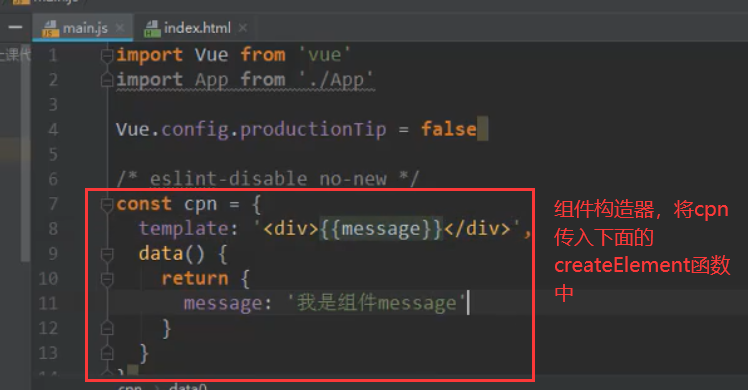 main.js
main.js × index.html ×
上课代
1 import Vue from 'vue'
2 import App from './App'
3
4 Vue.config.productionTip = false
5
6 /* eslint-disable no-new */
7 const cpn = {
8 template: '<div>{{message}}</div>',
9 data() {
10 return {
11 message: '我是组件message'
12 }
13 }
14 }
cpn > data()
组件构造器，将cpn
传入下面的
createElement函数
中